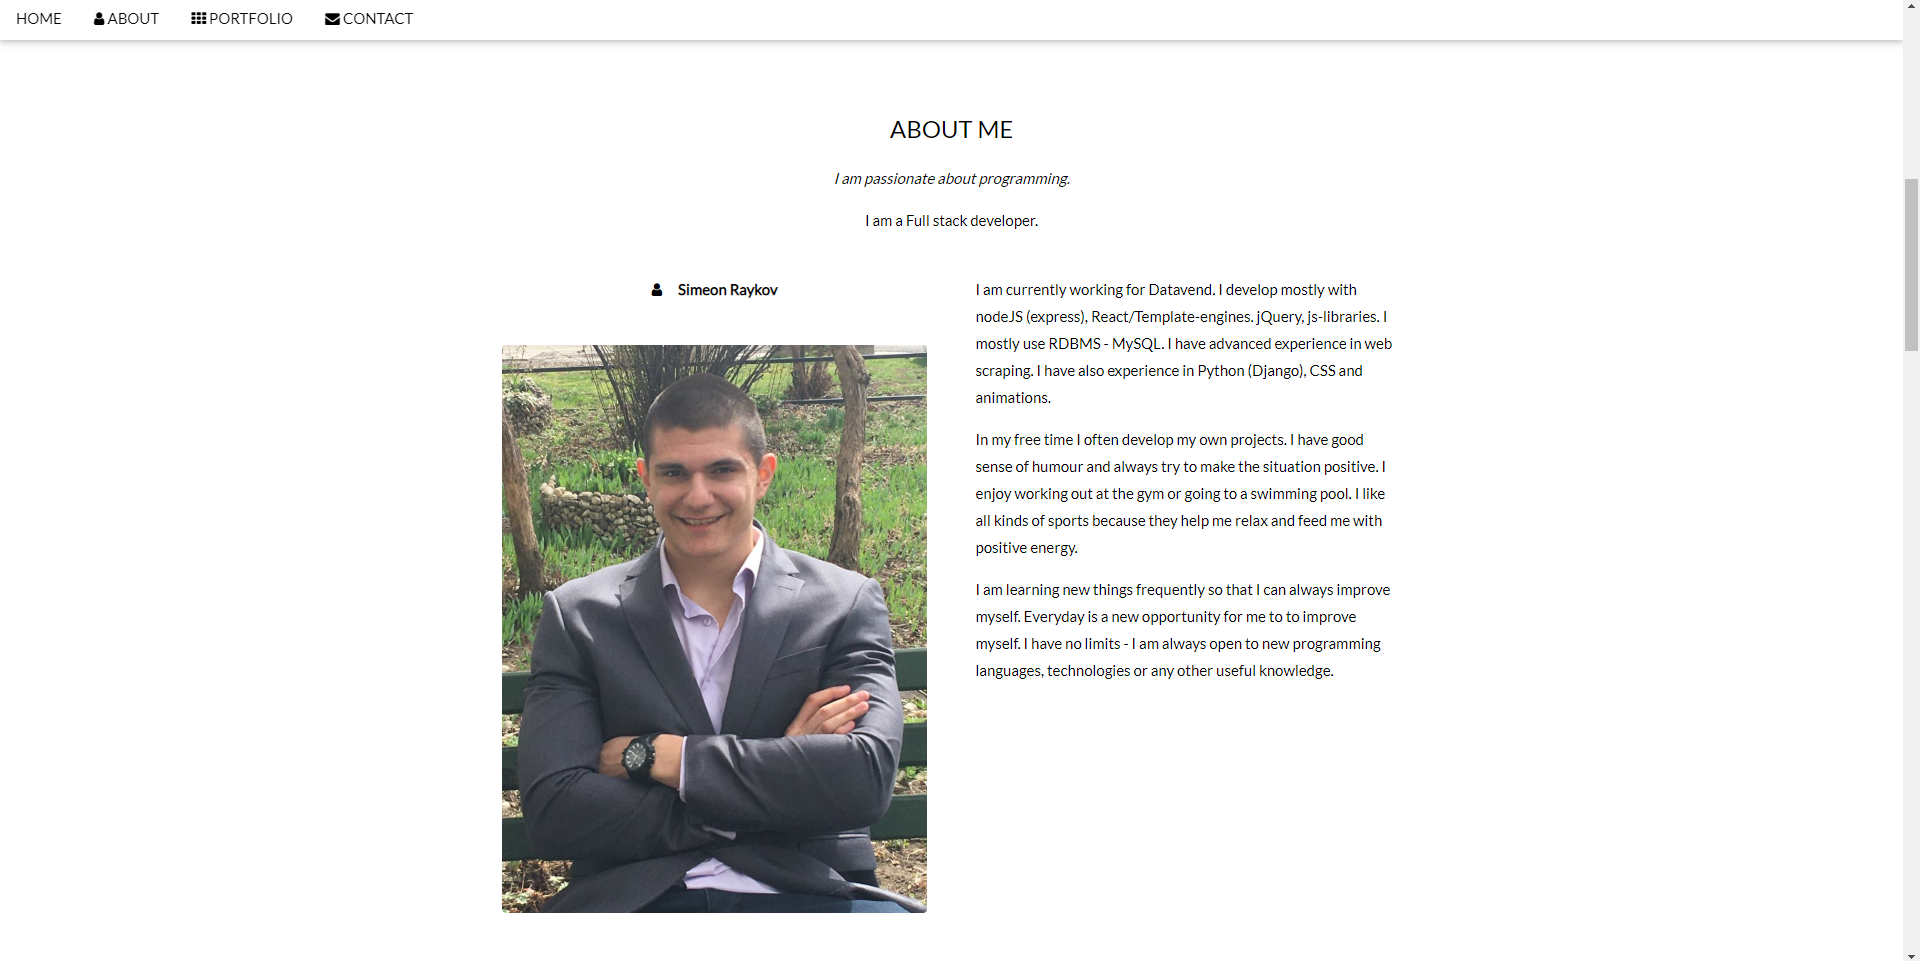 HOME ABOUT PORTFOLIO CONTACT
ABOUT ME
I am passionate about programming.
I am a Full stack developer.
Simeon Raykov
I am currently working for Datavend. I develop mostly with
nodeJS (express), React/Template-engines. jQuery, js-libraries. I
mostly use RDBMS - MySQL. I have advanced experience in web
scraping. I have also experience in Python (Django), CSS and
animations.
In my free time I often develop my own projects. I have good
sense of humour and always try to make the situation positive. I
enjoy working out at the gym or going to a swimming pool. I like
all kinds of sports because they help me relax and feed me with
positive energy.
I am learning new things frequently so that I can always improve
myself. Everyday is a new opportunity for me to to improve
myself. I have no limits - I am always open to new programming
languages, technologies or any other useful knowledge.